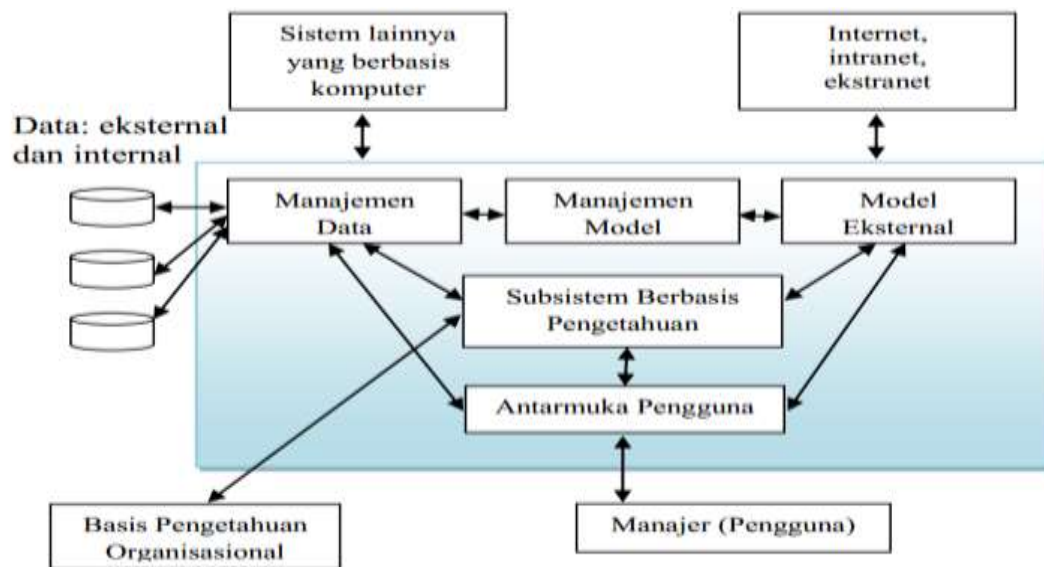 Sistem lainnya
yang berbasis
komputer
Internet,
intranet,
ekstranet
Data: eksternal
dan internal
Manajemen
Data
Manajemen
Model
Model
Eksternal
Subsistem Berbasis
Pengetahuan
Antarmuka Pengguna
Basis Pengetahuan
Organisasional
Manajer (Pengguna)